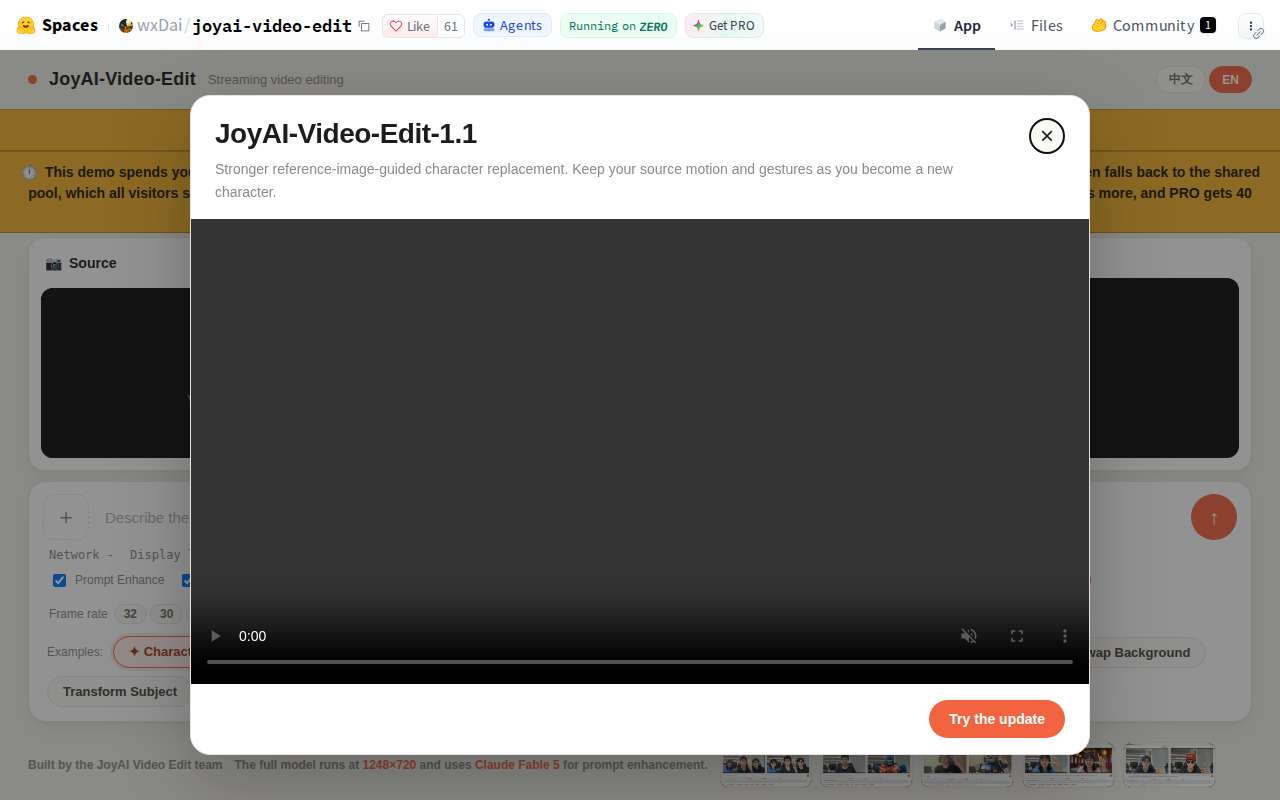 Spaces
wxDai/joyai-video-edit
Like 61
Agents
Running on ZERO
Get PRO
App
Files
Community 1
JoyAI-Video-Edit Streaming video editing
中文 EN
JoyAI-Video-Edit-1.1
Stronger reference-image-guided character replacement. Keep your source motion and gestures as you become a new
character.
This demo spends
falls back to the shared
pool, which all visitors
more, and PRO gets 40
Source
Describe the
↑
Network - Display
Prompt Enhance
Frame rate 32 30
0:00
Examples:
Background
Transform Subject
Try the update
Built by the JoyAI Video Edit team The full model runs at 1248×720 and uses Claude Fable 5 for prompt enhancement.